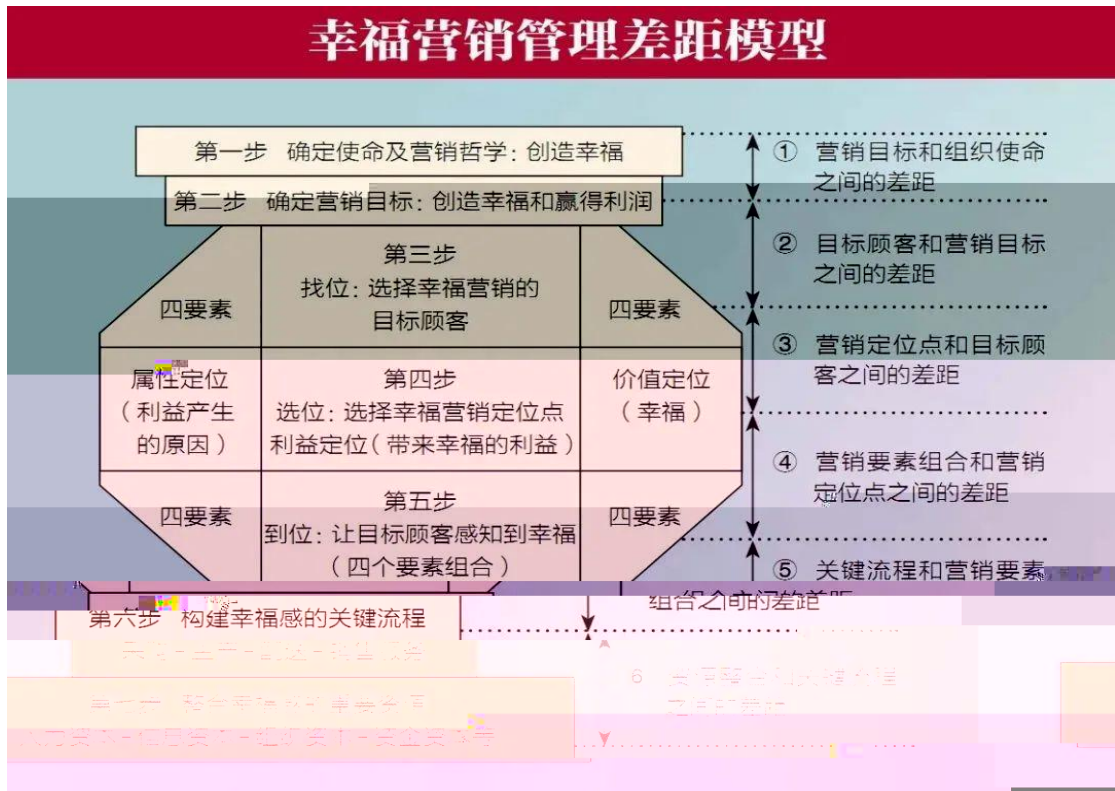 幸福营销管理差距模型
第一步 确定使命及营销哲学：创造幸福
第二步 确定营销目标：创造幸福和赢得利润
四要素
第三步
找位：选择幸福营销的
目标顾客
四要素
属性定位
（利益产生
的原因）
第四步
选位：选择幸福营销定位点
利益定位（带来幸福的利益）
价值定位
（幸福）
四要素
第五步
到位：让目标顾客感知到幸福
（四个要素组合）
四要素
第六步 构建幸福感的关键流程
① 营销目标和组织使命
之间的差距
② 目标顾客和营销目标
之间的差距
③ 营销定位点和目标顾
客之间的差距
④ 营销要素组合和营销
定位点之间的差距
⑤ 关键流程和营销要素
组合之间的差距
6
之间的差距